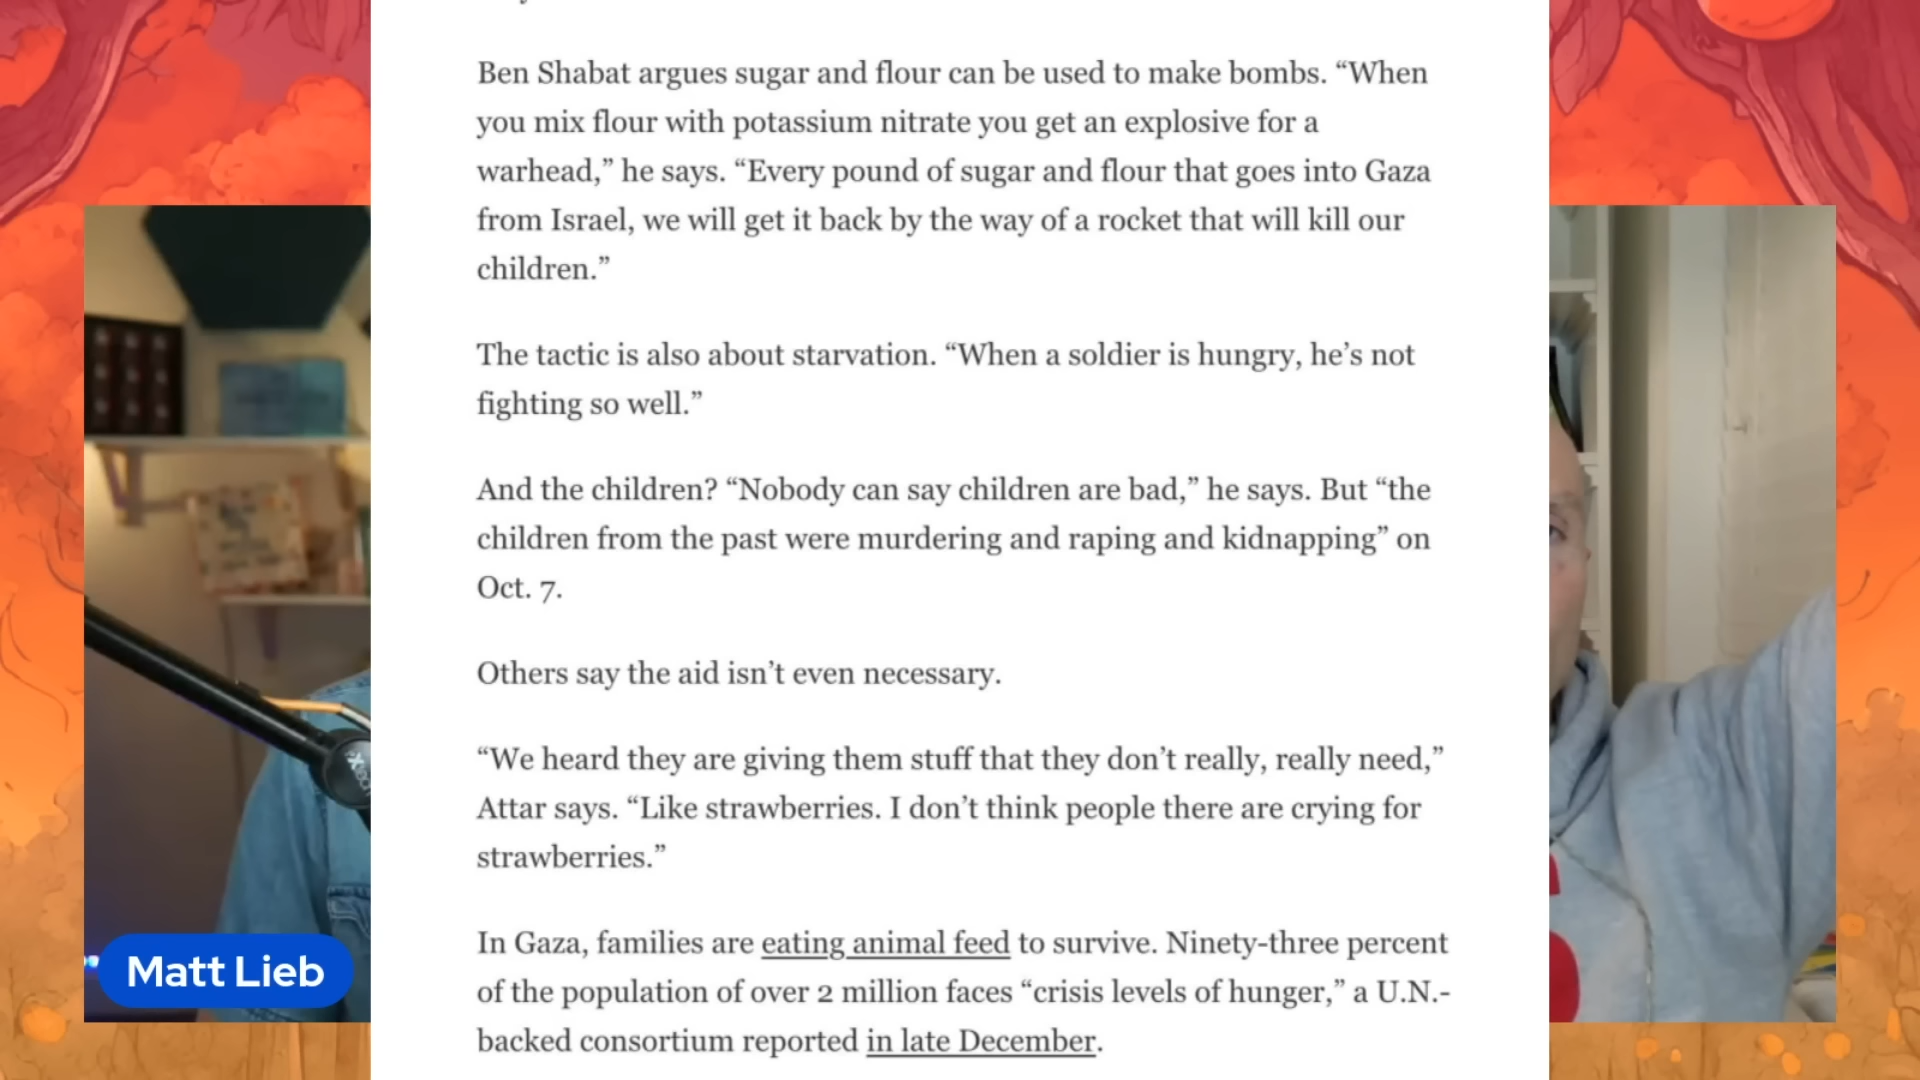 Ben Shabat argues sugar and flour can be used to make bombs. “When
you mix flour with potassium nitrate you get an explosive for a
warhead,” he says. “Every pound of sugar and flour that goes into Gaza
from Israel, we will get it back by the way of a rocket that will kill our
children.”
The tactic is also about starvation. “When a soldier is hungry, he’s not
fighting so well.”
And the children? “Nobody can say children are bad,” he says. But “the
children from the past were murdering and raping and kidnapping” on
Oct. 7.
Others say the aid isn’t even necessary.
“We heard they are giving them stuff that they don’t really, really need,”
Attar says. “Like strawberries. I don’t think people there are crying for
strawberries.”
In Gaza, families are eating animal feed to survive. Ninety-three percent
of the population of over 2 million faces “crisis levels of hunger,” a U.N.-
backed consortium reported in late December.
Matt Lieb